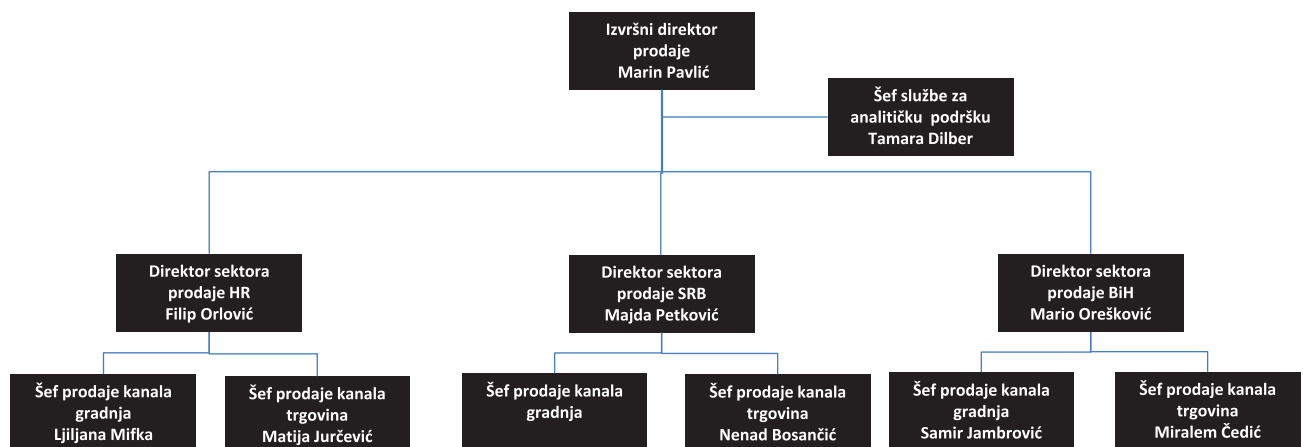 Izvršni direktor
prodaje
Marin Pavlić
Šef službe za
analitičku podršku
Tamara Dilber
Direktor sektora
prodaje HR
Filip Orlović
Direktor sektora
prodaje SRB
Majda Petković
Direktor sektora
prodaje BiH
Mario Orešković
Šef prodaje kanala
gradnja
Ljiljana Mifka
Šef prodaje kanala
trgovina
Matija Jurčević
Šef prodaje kanala
gradnja
Šef prodaje kanala
trgovina
Nenad Bosančić
Šef prodaje kanala
gradnja
Samir Jambrović
Šef prodaje kanala
trgovina
Miralem Čedić